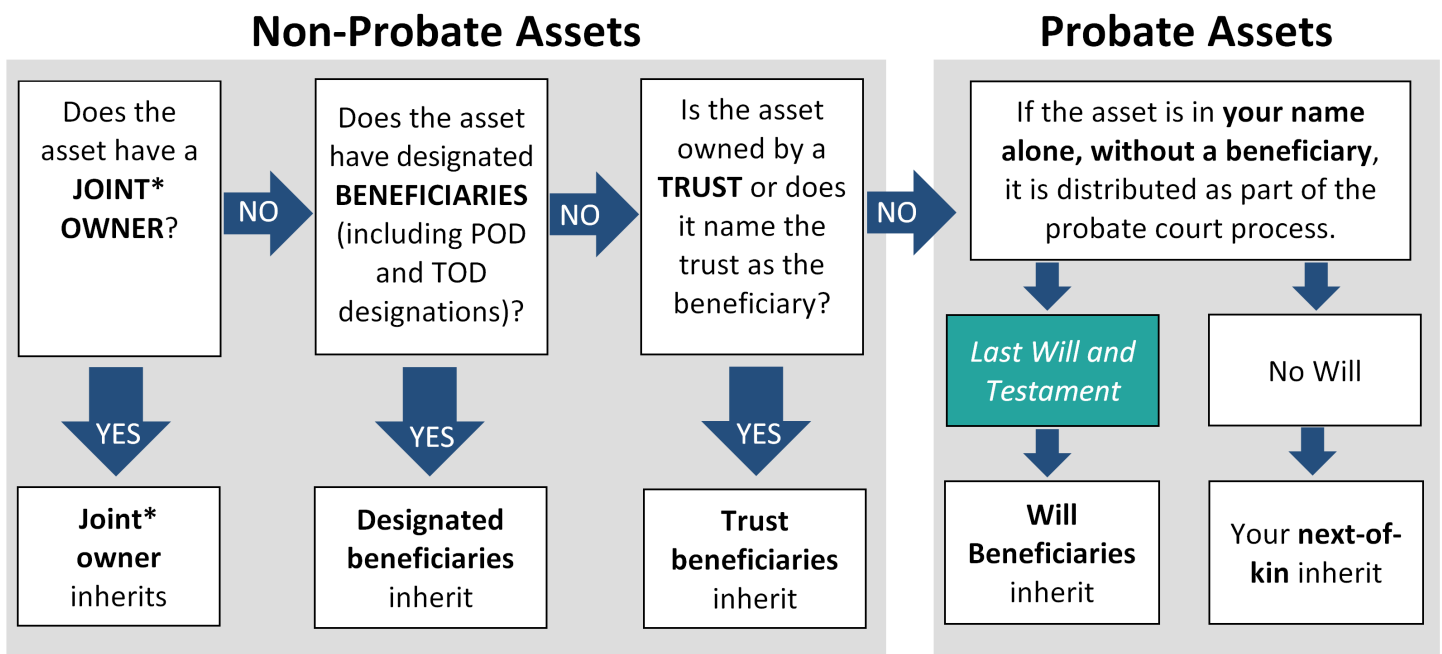 Non-Probate Assets
Probate Assets
Does the
asset have a
JOINT*
OWNER?
NO
Does the asset
have designated
BENEFICIARIES
(including POD
and TOD
designations)?
NO
Is the asset
owned by a
TRUST or does
it name the
trust as the
beneficiary?
NO
If the asset is in your name
alone, without a beneficiary,
it is distributed as part of the
probate court process.
YES
YES
YES
Last Will and
Testament
No Will
Joint*
owner
inherits
Designated
beneficiaries
inherit
Trust
beneficiaries
inherit
Will
Beneficiaries
inherit
Your next-of-
kin inherit